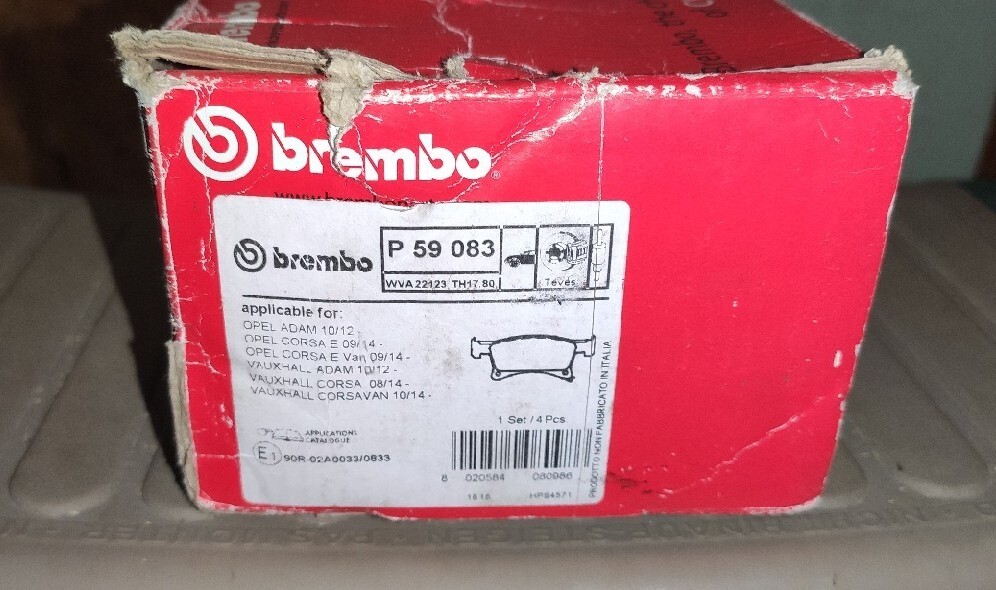 brembo
brembo®
brembo
P 59 083
WVA 22123 TH17.80
Teves
applicable for:
OPEL ADAM 10/12 -
OPEL CORSA E 09/14 -
OPEL CORSA E Van 09/14 -
VAUXHALL ADAM 10/12 -
VAUXHALL CORSA 08/14 -
VAUXHALL CORSAVAN 10/14 -
1 Set / 4 Pcs.
APPLICATIONS
CATALOGUE
E1 90R-02A0033/0833
8 020584 080986
HP84571
PRODOTTO NON FABBRICATO IN ITALIA